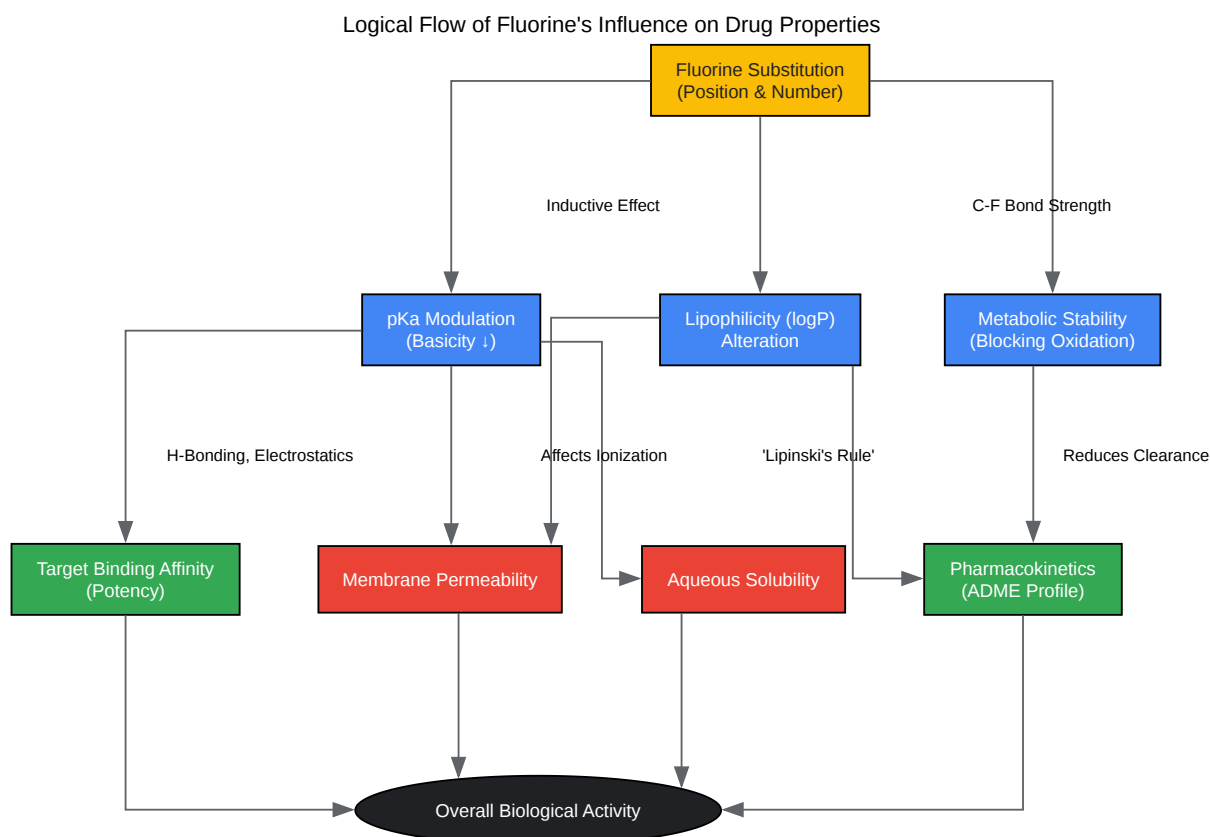 Logical Flow of Fluorine's Influence on Drug Properties
Fluorine Substitution
(Position & Number)
Inductive Effect
C-F Bond Strength
pKa Modulation
(Basicity ↓)
Lipophilicity (logP)
Alteration
Metabolic Stability
(Blocking Oxidation)
H-Bonding, Electrostatics
Affects Ionization
'Lipinski's Rule'
Reduces Clearance
Target Binding Affinity
(Potency)
Membrane Permeability
Aqueous Solubility
Pharmacokinetics
(ADME Profile)
Overall Biological Activity